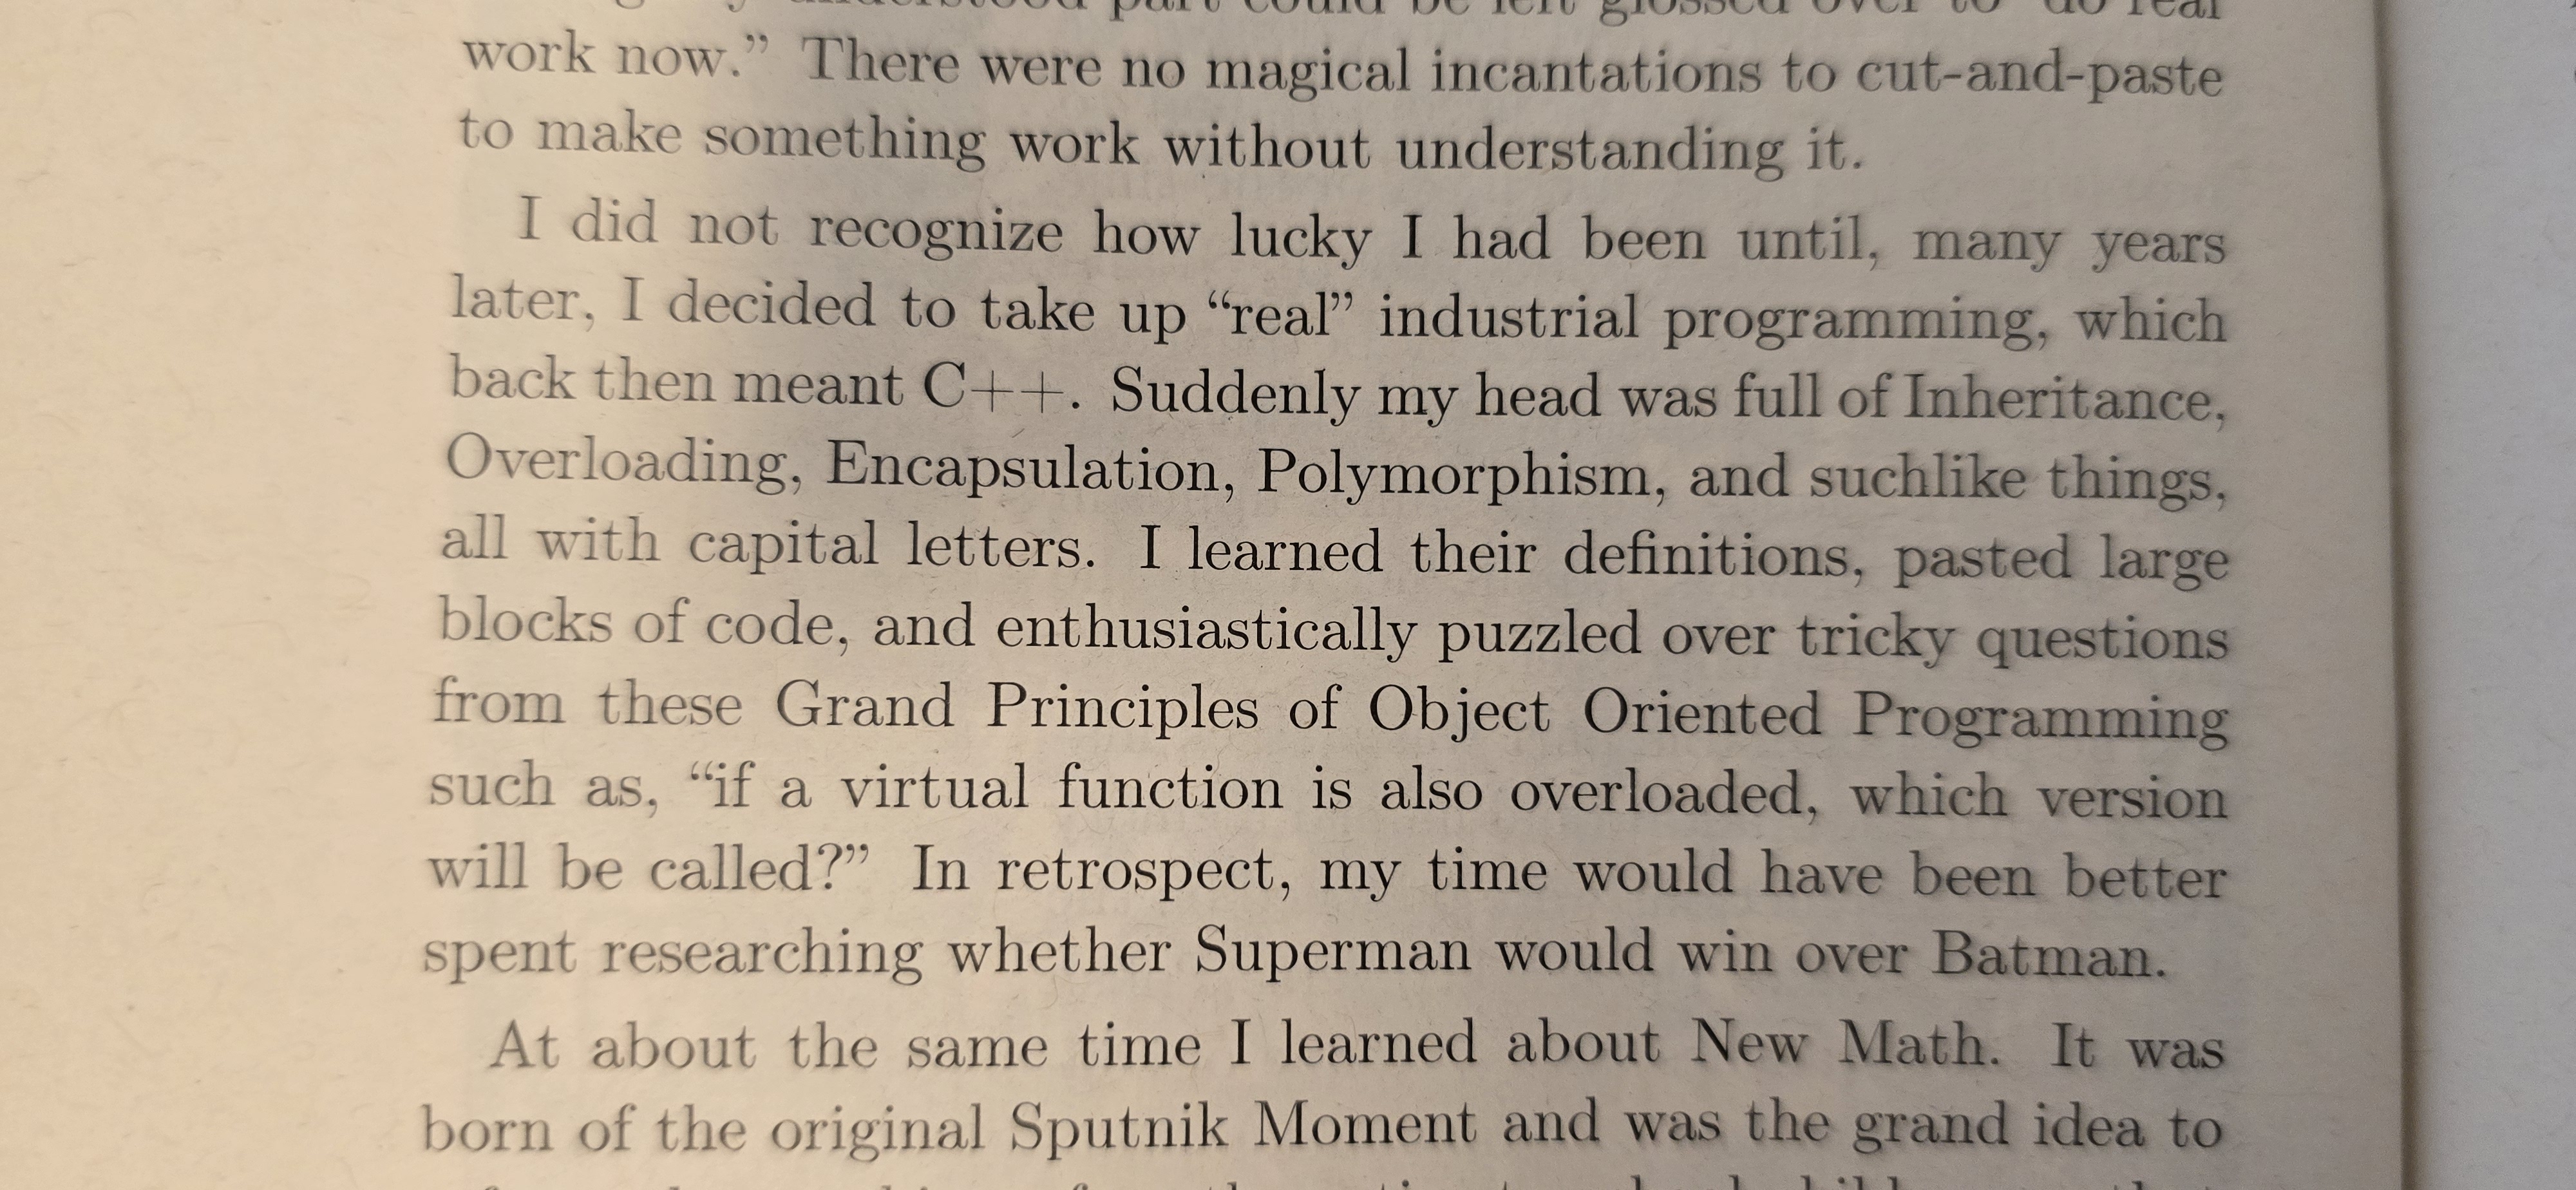 understood part could be left glossed over to “do real
work now.” There were no magical incantations to cut-and-paste
to make something work without understanding it.
I did not recognize how lucky I had been until, many years
later, I decided to take up “real” industrial programming, which
back then meant C++. Suddenly my head was full of Inheritance,
Overloading, Encapsulation, Polymorphism, and suchlike things,
all with capital letters. I learned their definitions, pasted large
blocks of code, and enthusiastically puzzled over tricky questions
from these Grand Principles of Object Oriented Programming
such as, “if a virtual function is also overloaded, which version
will be called?” In retrospect, my time would have been better
spent researching whether Superman would win over Batman.
At about the same time I learned about New Math. It was
born of the original Sputnik Moment and was the grand idea to